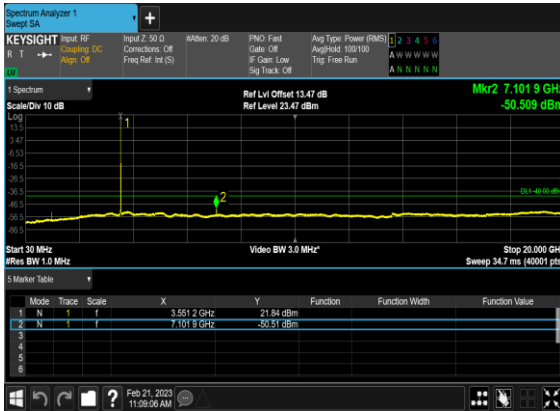 Spectrum Analyzer 1
Swept SA
+
KEYSIGHT Input: RF Input Z: 50 Ω #Atten: 20 dB PNO: Fast Avg Type: Power (RMS) 1 2 3 4 5 6
R T Coupling: DC Corrections: Off Gate: Off Avg|Hold: 100/100 A W W W W W
Align: Off Freq Ref: Int (S) IF Gain: Low Trig: Free Run
Sig Track: Off A N N N N N
1 Spectrum Ref Lvl Offset 13.47 dB Mkr2 7.101 9 GHz
Scale/Div 10 dB Ref Level 23.47 dBm -50.509 dBm
Log
13.5
3.47
-6.53
-16.5
-26.5
-36.5
-46.5
-56.5
-66.5
1
2
DL1 -40.00 dBm
Start 30 MHz Video BW 3.0 MHz* Stop 20.000 GHz
#Res BW 1.0 MHz Sweep 34.7 ms (40001 pts)
5 Marker Table
Mode Trace Scale X Y Function Function Width Function Value
1 N 1 f 3.551 2 GHz 21.84 dBm
2 N 1 f 7.101 9 GHz -50.51 dBm
3
4
5
6
? Feb 21, 2023
11:09:06 AM